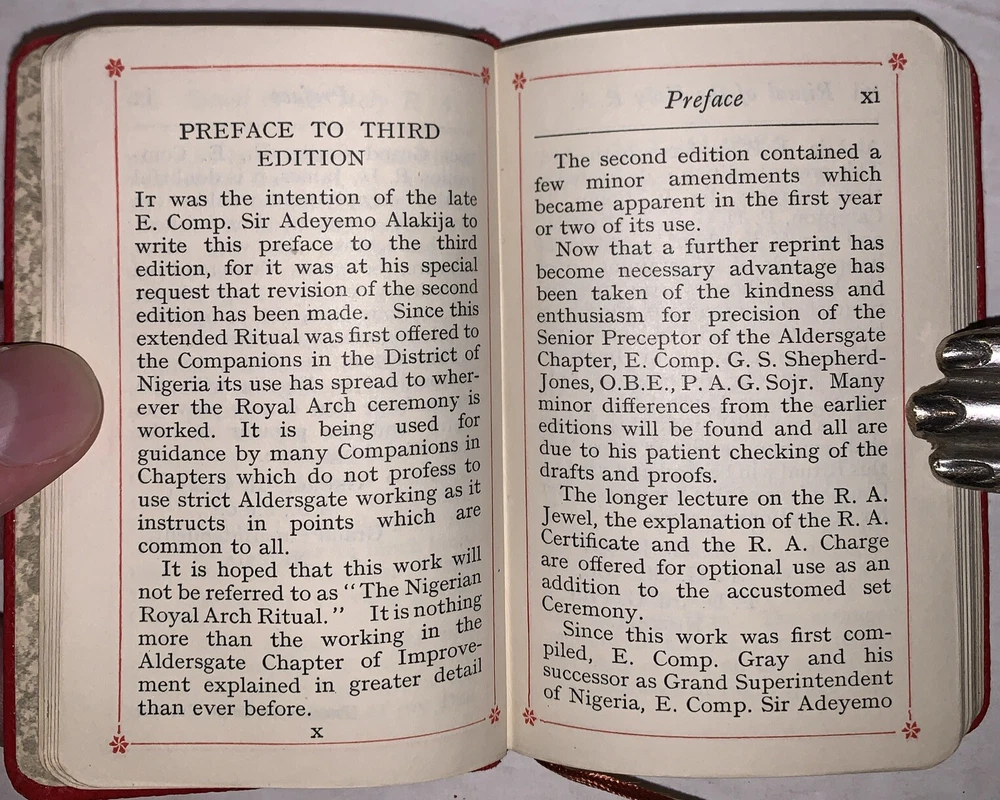 PREFACE TO THIRD
EDITION
IT was the intention of the late
E. Comp. Sir Adeyemo Alakija to
write this preface to the third
edition, for it was at his special
request that revision of the second
edition has been made. Since this
extended Ritual was first offered to
the Companions in the District of
Nigeria its use has spread to wher-
ever the Royal Arch ceremony is
worked. It is being used for
guidance by many Companions in
Chapters which do not profess to
use strict Aldersgate working as it
instructs in points which are
common to all.
It is hoped that this work will
not be referred to as “The Nigerian
Royal Arch Ritual.” It is nothing
more than the working in the
Aldersgate Chapter of Improve-
ment explained in greater detail
than ever before.
x
Preface xi
The second edition contained a
few minor amendments which
became apparent in the first year
or two of its use.
Now that a further reprint has
become necessary advantage has
been taken of the kindness and
enthusiasm for precision of the
Senior Preceptor of the Aldersgate
Chapter, E. Comp. G. S. Shepherd-
Jones, O.B.E., P. A. G. Sojr. Many
minor differences from the earlier
editions will be found and all are
due to his patient checking of the
drafts and proofs.
The longer lecture on the R. A.
Jewel, the explanation of the R. A.
Certificate and the R. A. Charge
are offered for optional use as an
addition to the accustomed set
Ceremony.
Since this work was first com-
piled, E. Comp. Gray and his
successor as Grand Superintendent
of Nigeria, E. Comp. Sir Adeyemo